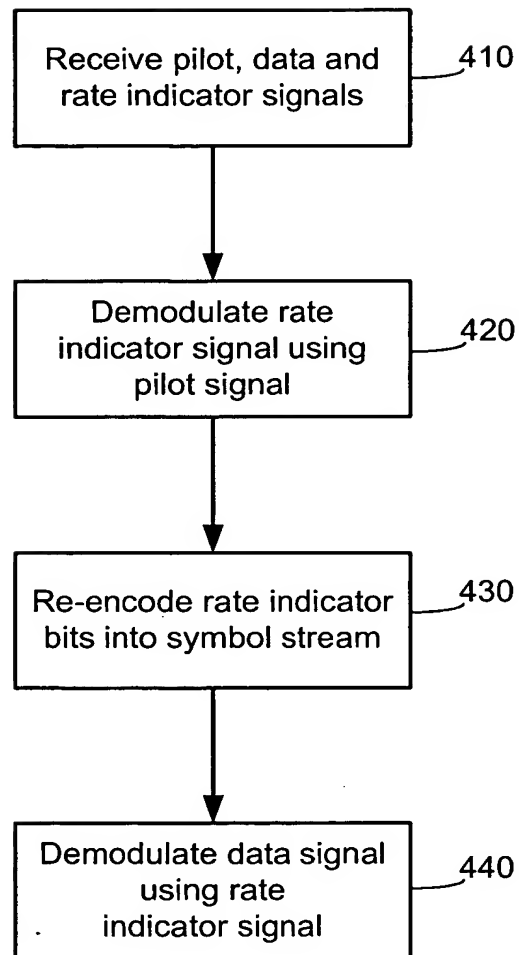 Receive pilot, data and
rate indicator signals
410
Demodulate rate
indicator signal using
pilot signal
420
Re-encode rate indicator
bits into symbol stream
430
Demodulate data signal
using rate
indicator signal
440